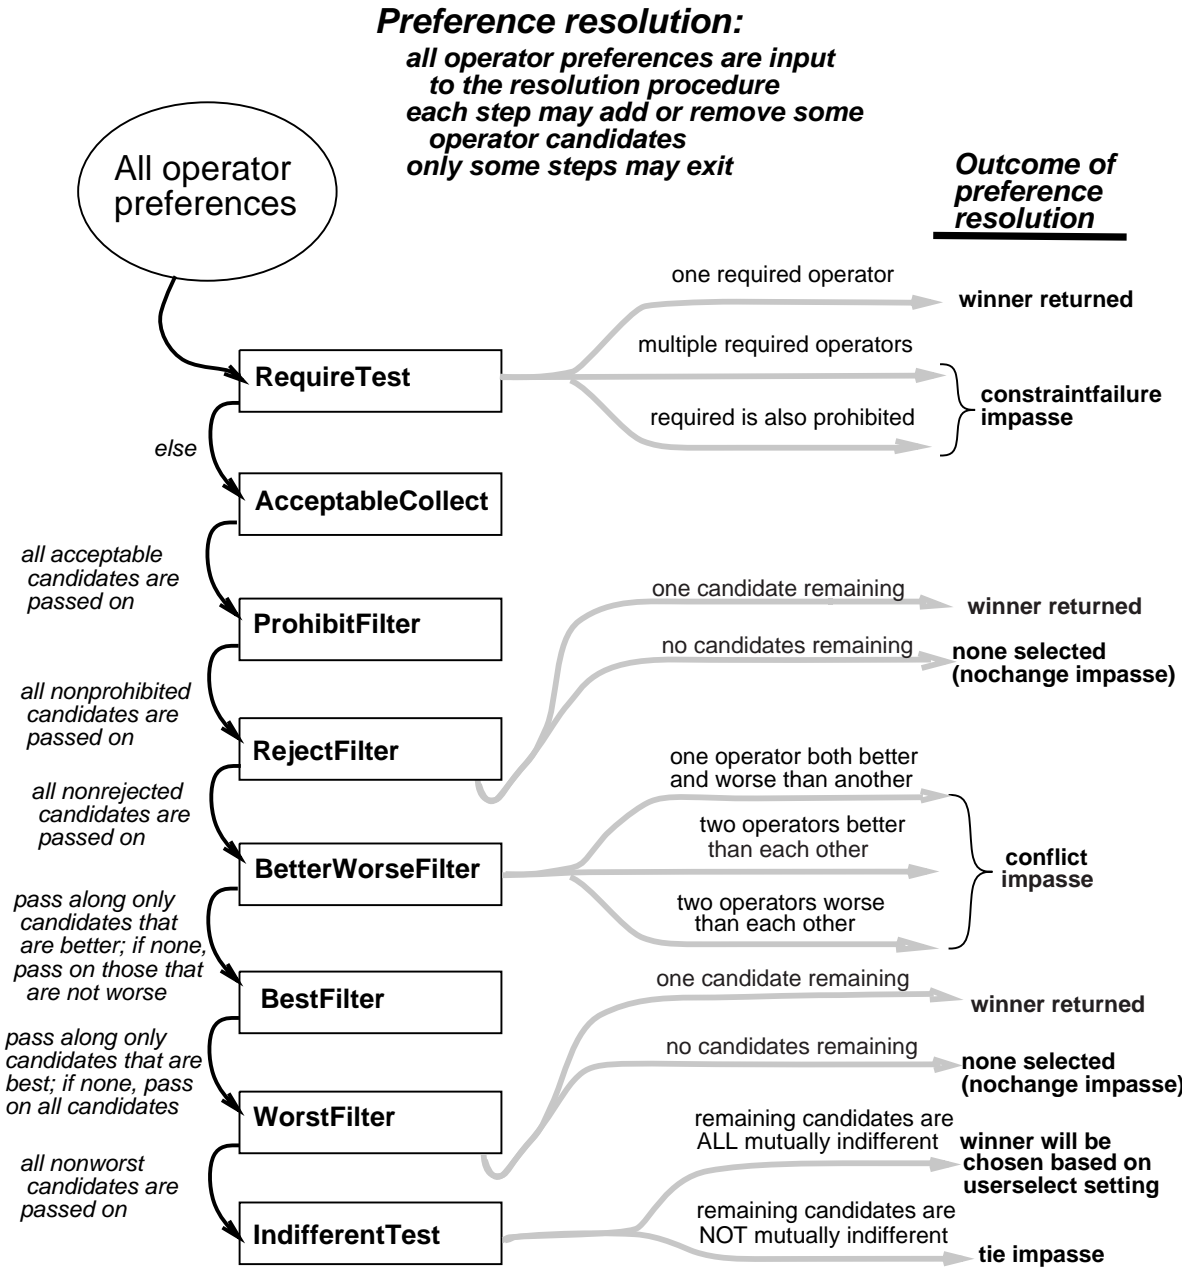 Preference resolution:
all operator preferences are input
to the resolution procedure
each step may add or remove some
operator candidates
only some steps may exit
Outcome of
preference
resolution
All operator
preferences
one required operator
winner returned
multiple required operators
RequireTest
constraintfailure
impasse
required is also prohibited
else
AcceptableCollect
all acceptable
candidates are
passed on
one candidate remaining
winner returned
ProhibitFilter
no candidates remaining
none selected
(nochange impasse)
all nonprohibited
candidates are
passed on
RejectFilter
one operator both better
and worse than another
all nonrejected
candidates are
passed on
two operators better
than each other
BetterWorseFilter
conflict
impasse
pass along only
candidates that
are better; if none,
pass on those that
are not worse
two operators worse
than each other
one candidate remaining
winner returned
BestFilter
pass along only
candidates that are
best; if none, pass
on all candidates
no candidates remaining
none selected
(nochange impasse)
WorstFilter
remaining candidates are
ALL mutually indifferent
winner will be
chosen based on
userselect setting
all nonworst
candidates are
passed on
remaining candidates are
NOT mutually indifferent
IndifferentTest
tie impasse